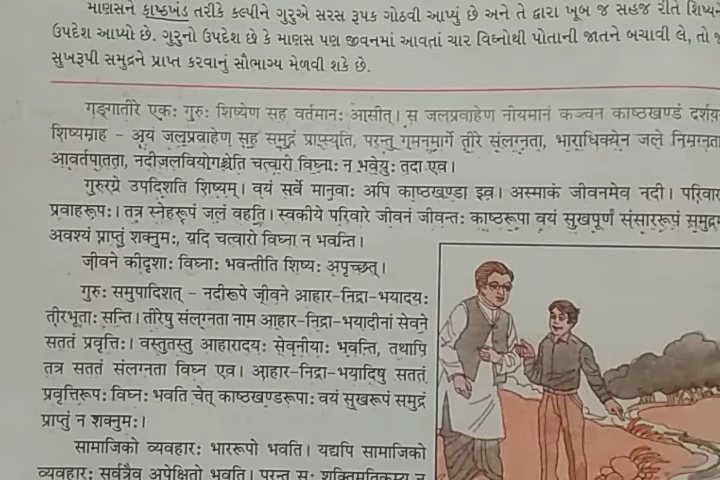 માણસને કાષ્ઠખંડ તરીકે કલ્પીને ગુરુએ સરસ રૂપક ગોઠવી આપ્યું છે અને તે દ્વારા ખૂબ જ સહજ રીતે શિષ્યને
ઉપદેશ આપ્યો છે. ગુરુનો ઉપદેશ છે કે માણસ પણ જીવનમાં આવતાં ચાર વિઘ્નોથી પોતાની જાતને બચાવી લે, તો જ
સુખરૂપી સમુદ્રને પ્રાપ્ત કરવાનું સૌભાગ્ય મેળવી શકે છે.
गङ्गातीरे एकः गुरुः शिष्येण सह वर्तमानः आसीत्। स जलप्रवाहेण नीयमानं कञ्चन काष्ठखण्डं
शिष्यमाह – अयं जलप्रवाहेण सह समुद्रं प्राप्स्यति, परन्तु गमनमार्गे तीरे संलग्नता, भाराधिक्येन जले निमग्नता
आवर्तपातता, नदीजलवियोगश्चेति चत्वारो विघ्नाः न भवेयुः तदा एव।
गुरुरग्रे उपदिशति शिष्यम्। वयं सर्वे मानवाः अपि काष्ठखण्डा इव। अस्माकं जीवनमेव नदी। परिवार
प्रवाहरूपः। तत्र स्नेहरूपं जलं वहति। स्वकीये परिवारे जीवनं जीवन्तः काष्ठरूपा वयं सुखपूर्णं संसाररूपं समुद्रम
अवश्यं प्राप्तुं शक्नुमः, यदि चत्वारो विघ्ना न भवन्ति।
जीवने कीदृशाः विघ्नाः भवन्तीति शिष्यः अपृच्छत्।
गुरुः समुपादिशत् – नदीरूपे जीवने आहार-निद्रा-भयादयः
तीरभूताः सन्ति। तीरेषु संलग्नता नाम आहार-निद्रा-भयादीनां सेवने
सततं प्रवृत्तिः। वस्तुतस्तु आहारादयः सेवनीयाः भवन्ति, तथापि
तत्र सततं संलग्नता विघ्न एव। आहार-निद्रा-भयादिषु सततं
प्रवृत्तिरूपः विघ्नः भवति चेत् काष्ठखण्डरूपाः वयं सुखरूपं समुद्रं
प्राप्तुं न शक्नुमः।
सामाजिको व्यवहारः भाररूपो भवति। यद्यपि सामाजिको
व्यवहारः सर्वत्रैव अपेक्षितो भवति। परन्तु सः